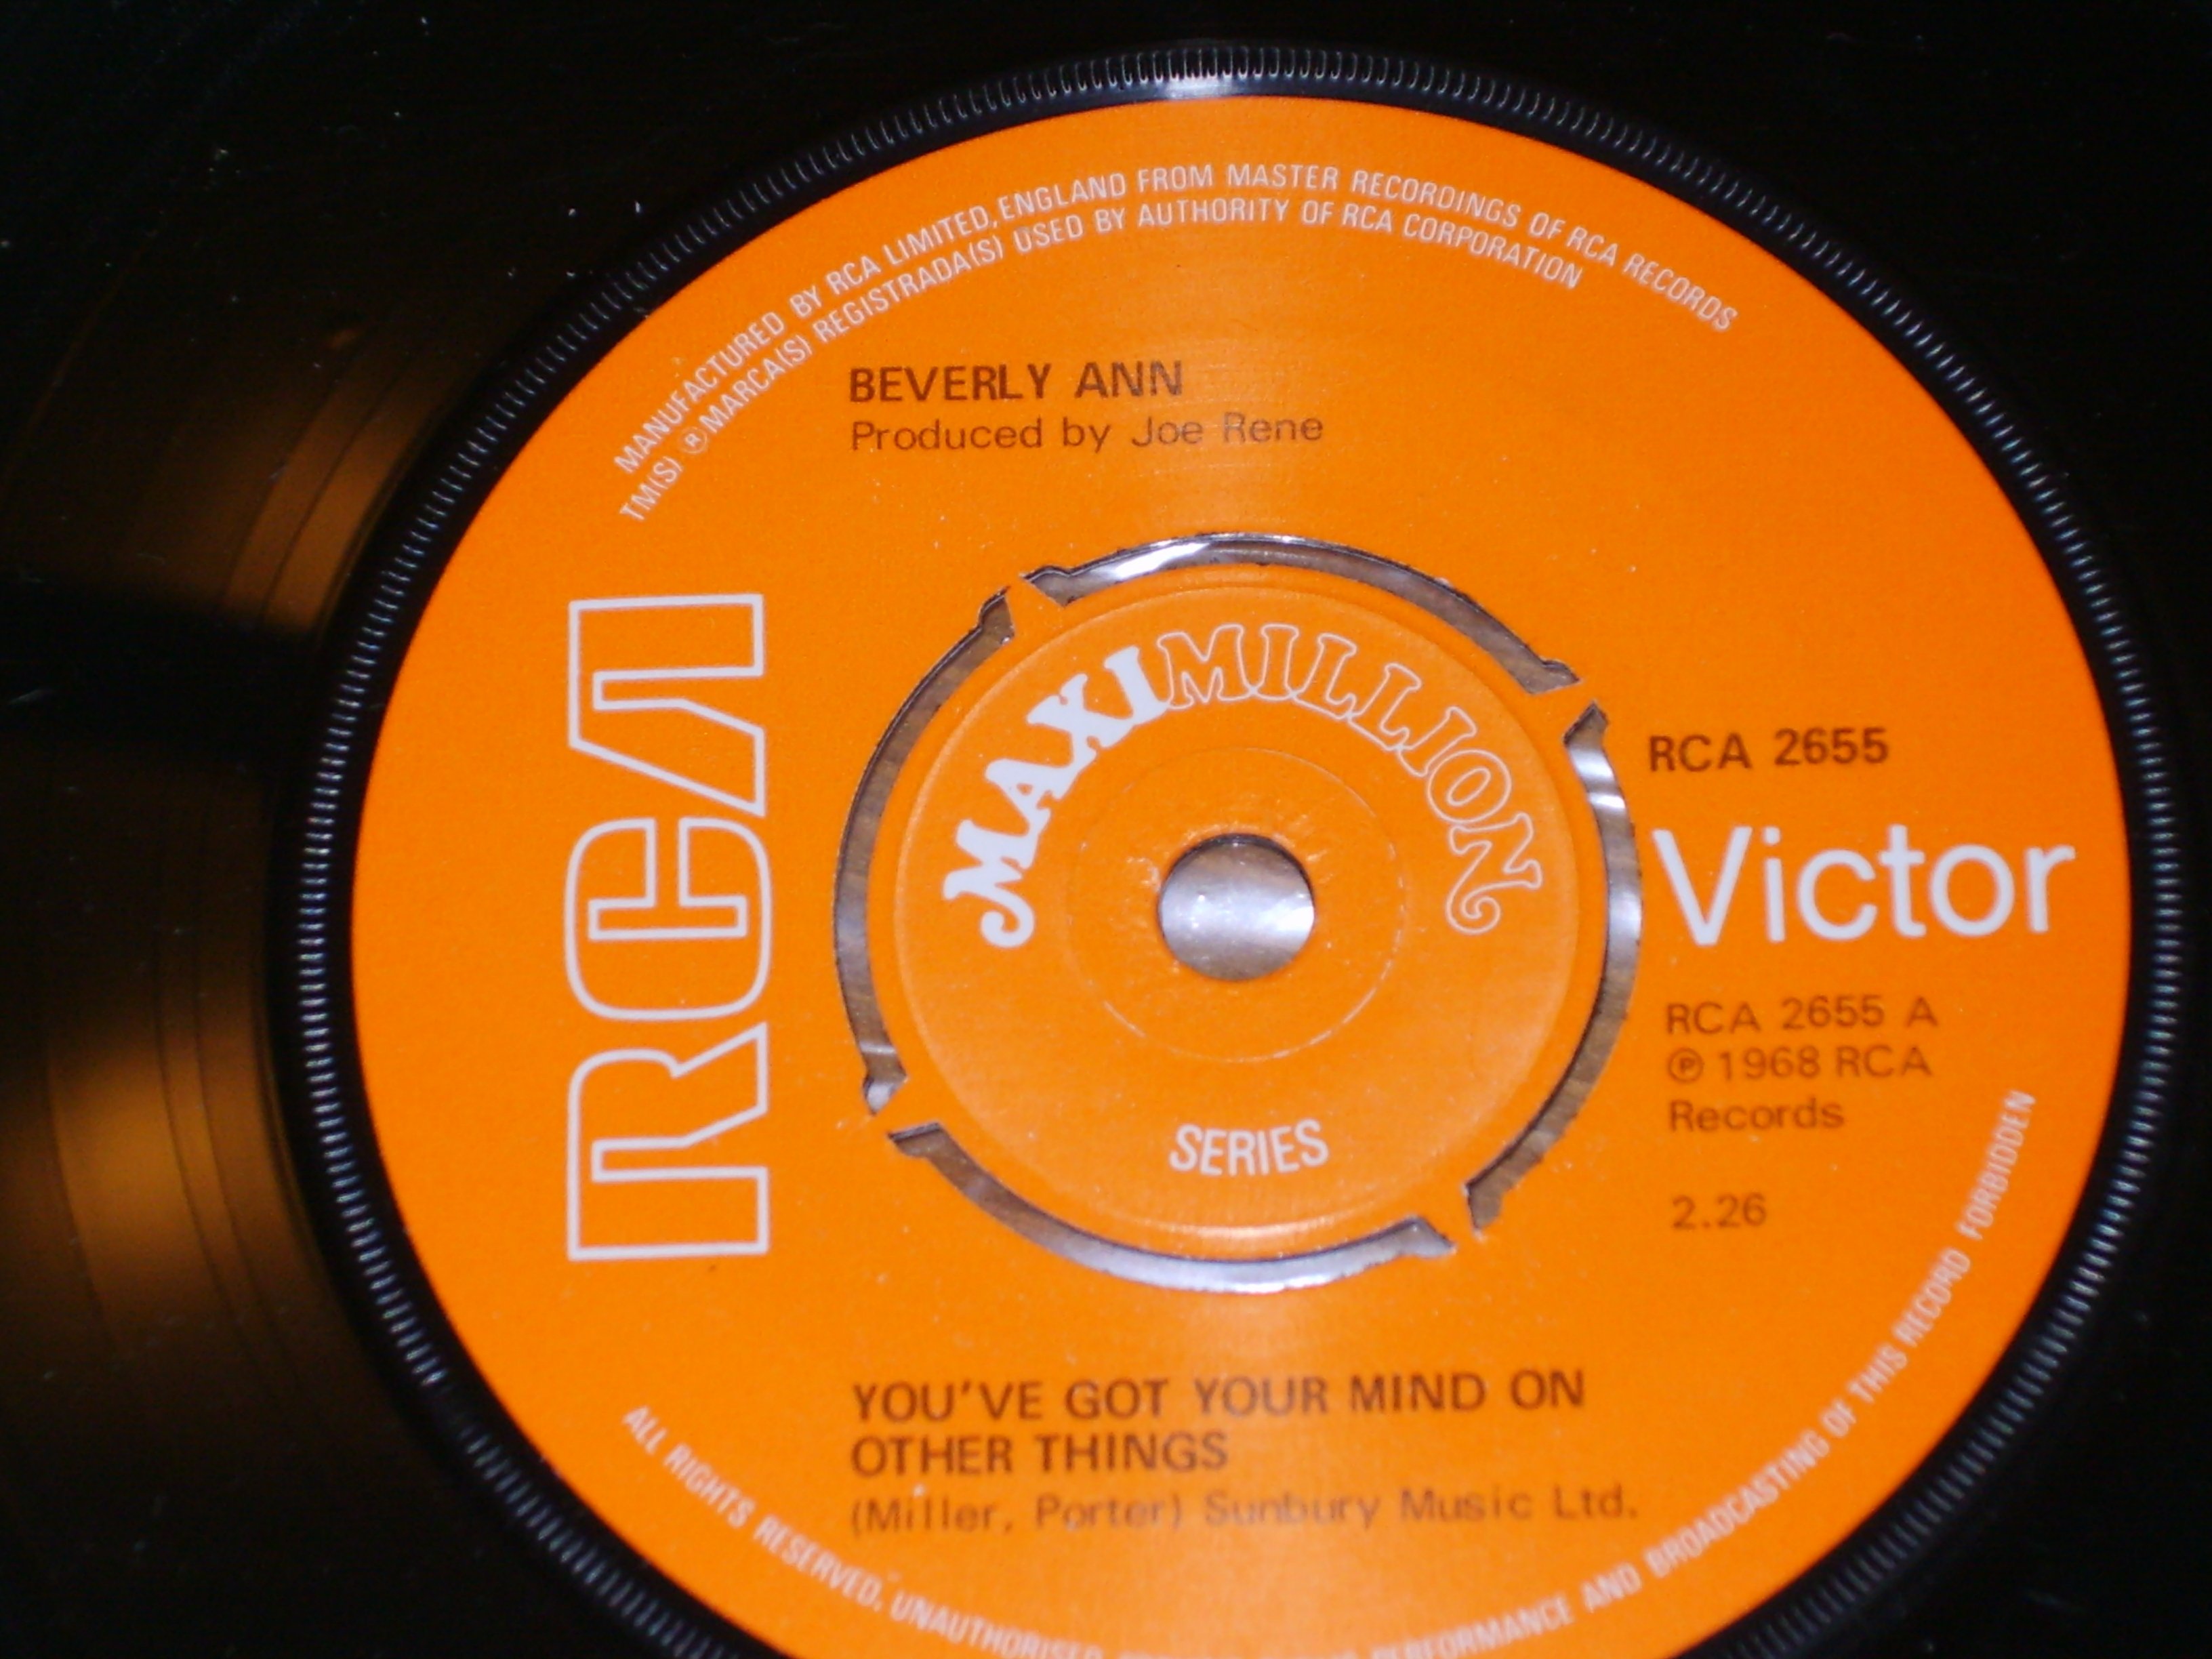 MANUFACTURED BY RCA LIMITED, ENGLAND FROM MASTER RECORDINGS OF RCA RECORDS
TM(S) ® MARCA(S) REGISTRADA(S) USED BY AUTHORITY OF RCA CORPORATION
BEVERLY ANN
Produced by Joe Rene
RCA
MAXIMILLION
SERIES
RCA 2655
Victor
RCA 2655 A
℗ 1968 RCA
Records
2.26
YOU'VE GOT YOUR MIND ON
OTHER THINGS
(Miller, Porter) Sunbury Music Ltd.
ALL RIGHTS RESERVED. UNAUTHORISED PERFORMANCE AND BROADCASTING OF THIS RECORD FORBIDDEN